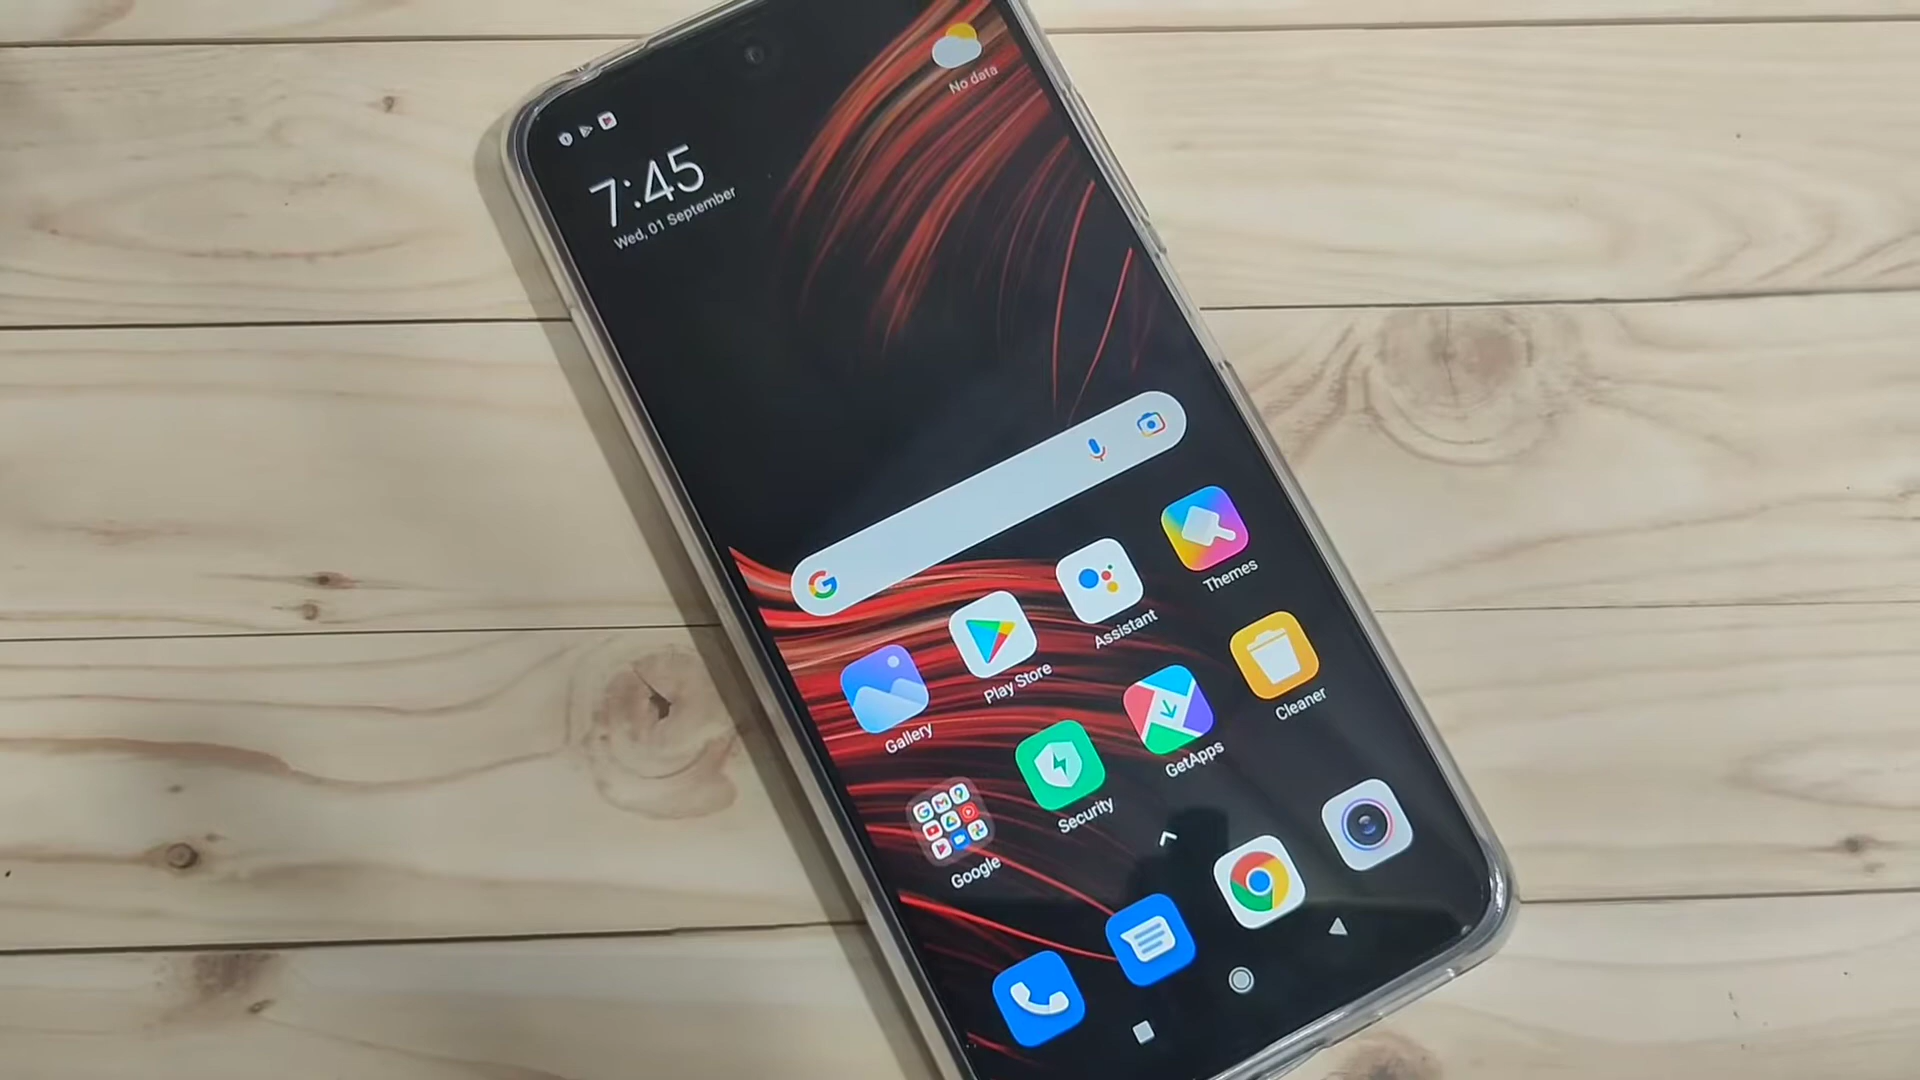 No data
7:45
Wed, 01 September
Gallery
Play Store
Assistant
Themes
Google
Security
GetApps
Cleaner